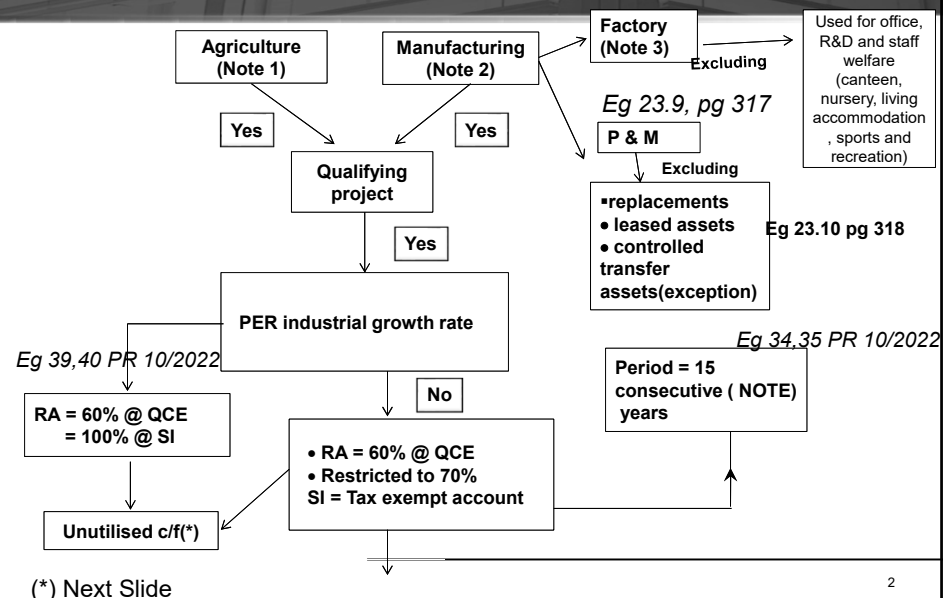 Agriculture
(Note 1)
Manufacturing
(Note 2)
Factory
(Note 3)
Excluding
Used for office,
R&D and staff
welfare
(canteen,
nursery, living
accommodation
, sports and
recreation)
Eg 23.9, pg 317
Yes
Yes
P & M
Excluding
Qualifying
project
▪replacements
● leased assets
● controlled
transfer
assets(exception)
Eg 23.10 pg 318
Yes
PER industrial growth rate
Eg 39,40 PR 10/2022
Eg 34,35 PR 10/2022
Period = 15
consecutive ( NOTE)
years
No
RA = 60% @ QCE
= 100% @ SI
● RA = 60% @ QCE
● Restricted to 70%
SI = Tax exempt account
Unutilised c/f(*)
(*) Next Slide
2